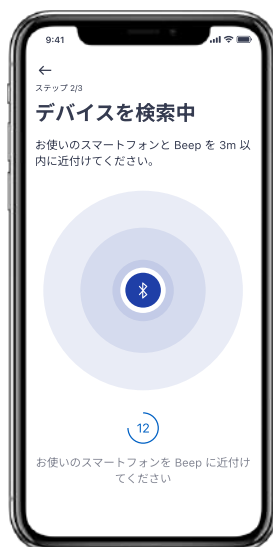 9:41
ステップ 2/3
デバイスを検索中
お使いのスマートフォンと Beep を 3m 以
内に近付けてください。
12
お使いのスマートフォンを Beep に近付け
てください